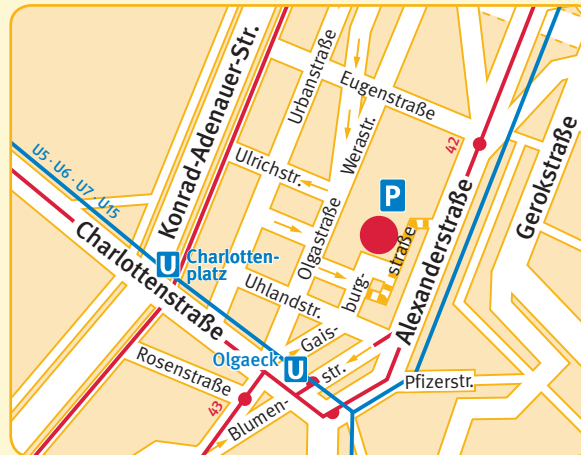 Konrad-Adenauer-Str.
Urbanstraße
Eugenstraße
Werastr.
Ulrichstr.
Olgastraße
P
42
Alexanderstraße
Gerokstraße
U5 . U6 . U7 . U15
U
Charlotten-
platz
Charlottenstraße
Uhlandstr.
Gais-
burg-
straße
Olgaeck
U
Rosenstraße
43
Blumen-
str.
Pfizerstr.